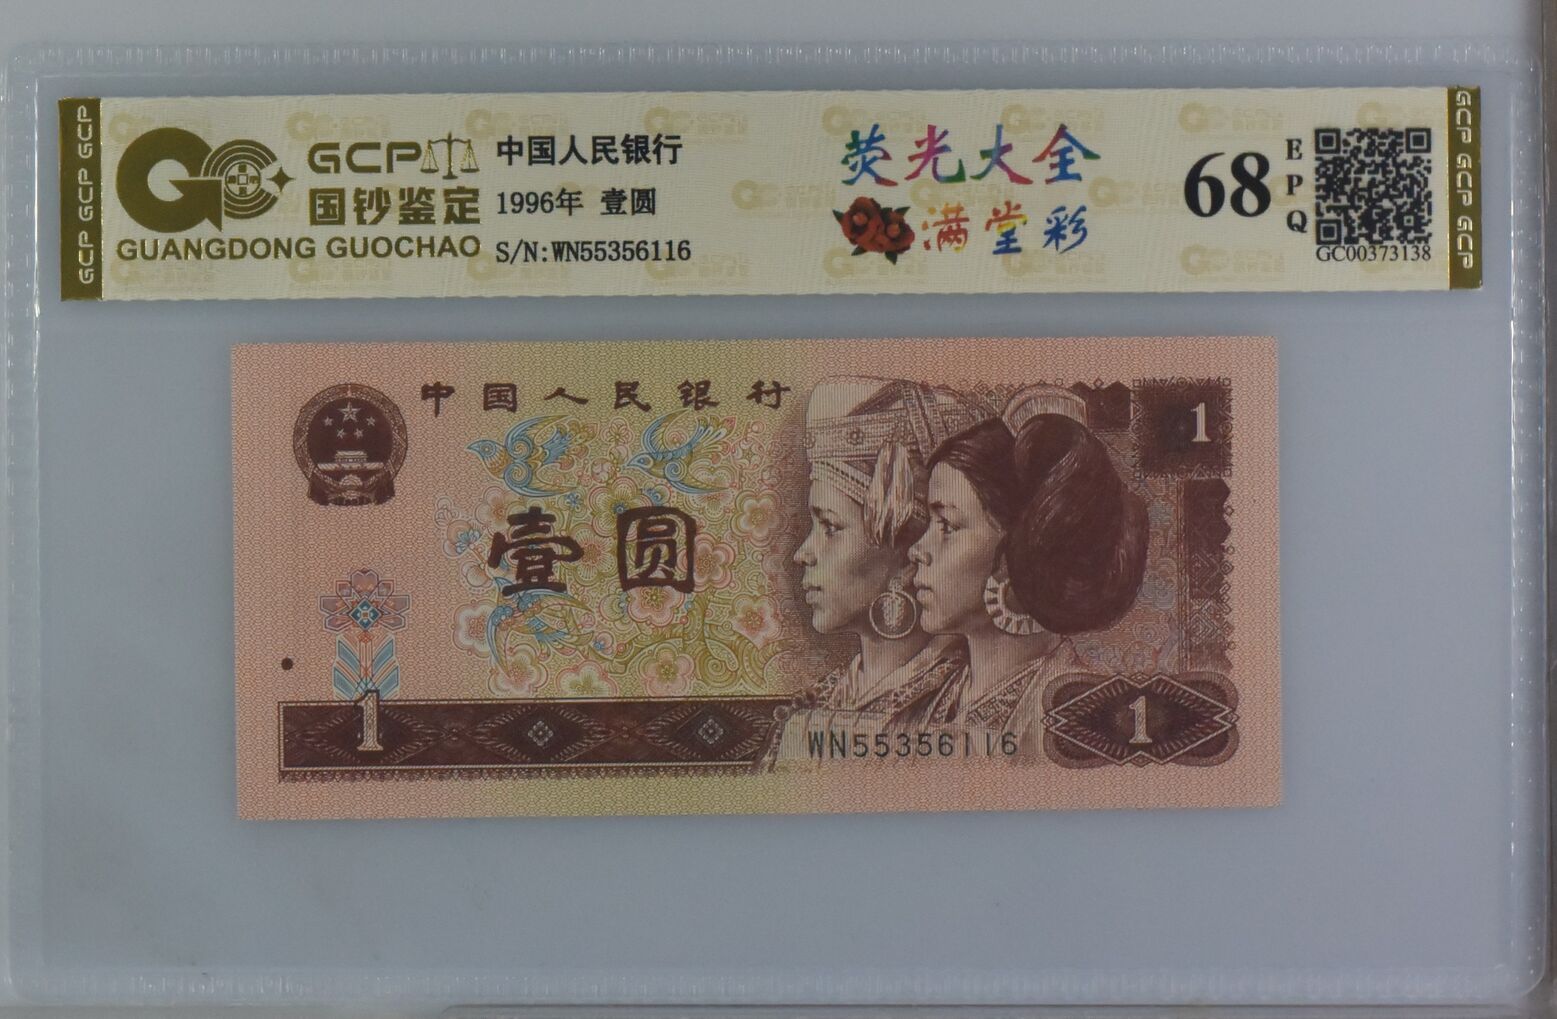 GCP GCP GCP
GCP
国钞鉴定
GUANGDONG GUOCHAO
中国人民银行
1996年 壹圆
S/N:WN55356116
荧光大全
满堂彩
68
EPQ
GC00373138
GCP GCP GCP
中国人民银行
1
壹圆
1
WN55356116
1